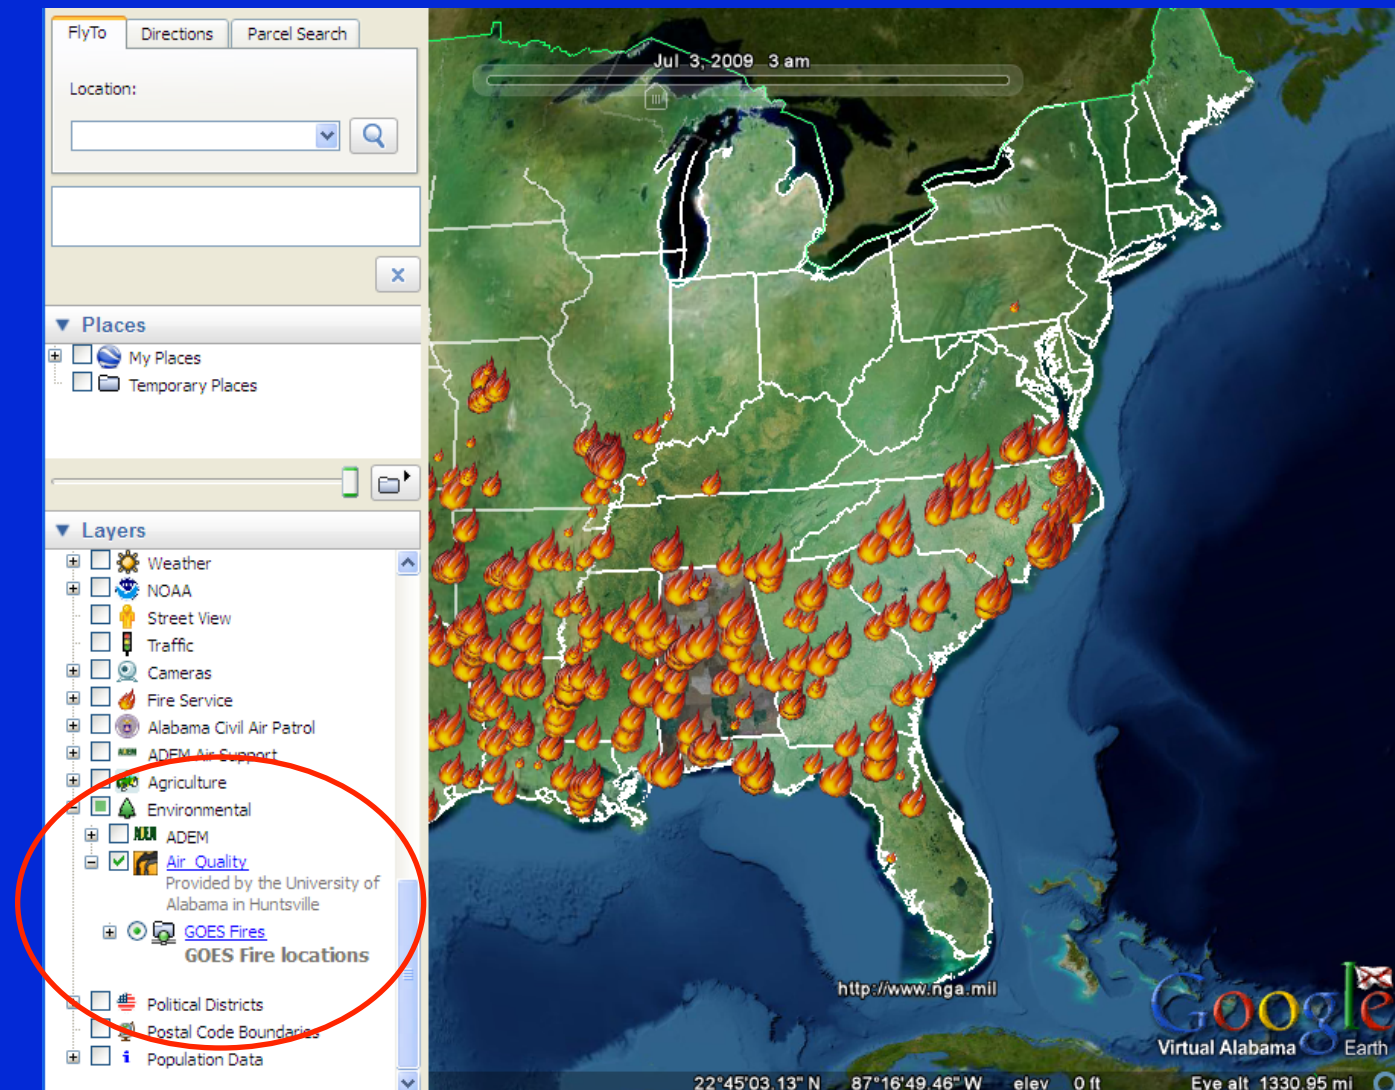 FlyTo
Directions
Parcel Search
Location:
Places
My Places
Temporary Places
Layers
Weather
NOAA
Street View
Traffic
Cameras
Fire Service
Alabama Civil Air Patrol
ADEM Air Support
Agriculture
Environmental
ADEM
Air Quality
Provided by the University of
Alabama in Huntsville
GOES Fires
GOES Fire locations
Political Districts
Postal Code Boundaries
Population Data
Jul 3, 2009 3 am
http://www.nga.mil
Google
Virtual Alabama Earth
22°45'03.13" N 87°16'49.46" W elev 0 ft Eye alt 1330.95 mi